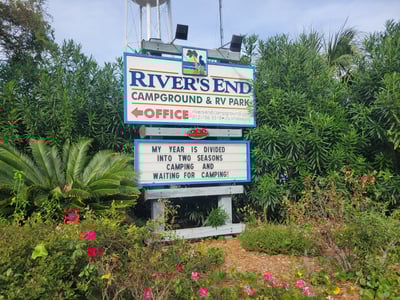 RIVER'S END
CAMPGROUND & RV PARK
OFFICE
MY YEAR IS DIVIDED
INTO TWO SEASONS
CAMPING AND
WAITING FOR CAMPING!